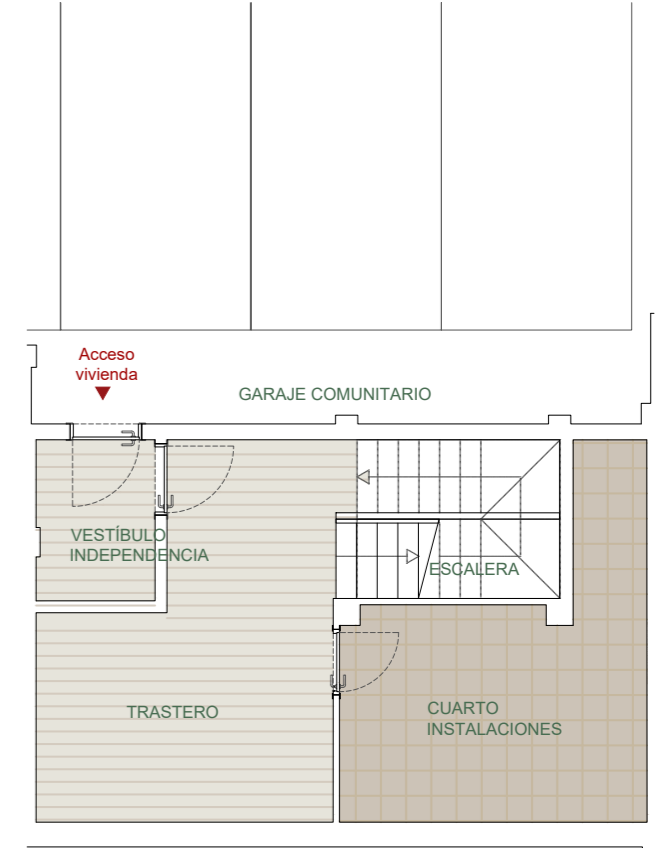 Acceso
vivienda
GARAJE COMUNITARIO
VESTÍBULO
INDEPENDENCIA
ESCALERA
TRASTERO
CUARTO
INSTALACIONES